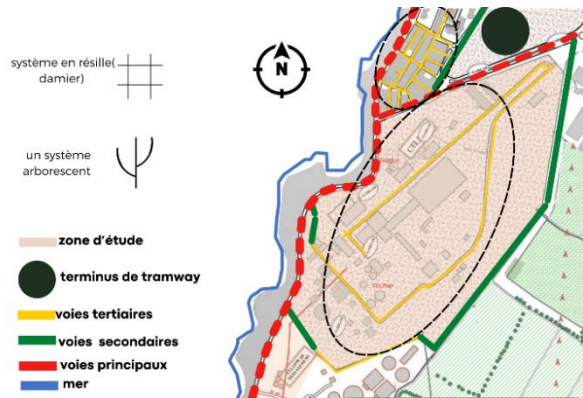 système en résille(
damier)
N
un système
arborescent
zone d'étude
terminus de tramway
voies tertiaires
voies secondaires
voies principaux
mer